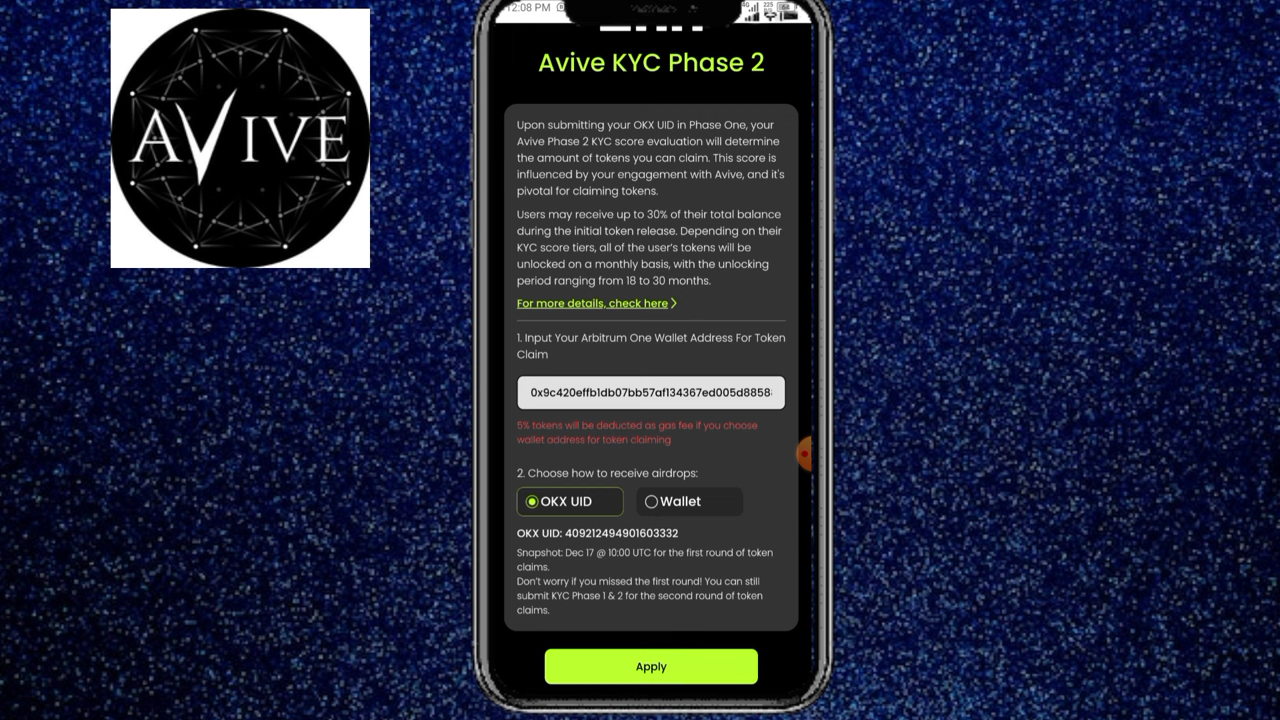 AVIVE
12:08 PM
Avive KYC Phase 2
Upon submitting your OKX UID in Phase One, your
Avive Phase 2 KYC score evaluation will determine
the amount of tokens you can claim. This score is
influenced by your engagement with Avive, and it's
pivotal for claiming tokens.
Users may receive up to 30% of their total balance
during the initial token release. Depending on their
KYC score tiers, all of the user's tokens will be
unlocked on a monthly basis, with the unlocking
period ranging from 18 to 30 months.
For more details, check here >
1. Input Your Arbitrum One Wallet Address For Token
Claim
0x9c420effb1db07bb57af134367ed005d8858
5% tokens will be deducted as gas fee if you choose
wallet address for token claiming
2. Choose how to receive airdrops:
OKX UID Wallet
OKX UID: 409212494901603332
Snapshot: Dec 17 @ 10:00 UTC for the first round of token
claims.
Don't worry if you missed the first round! You can still
submit KYC Phase 1 & 2 for the second round of token
claims.
Apply